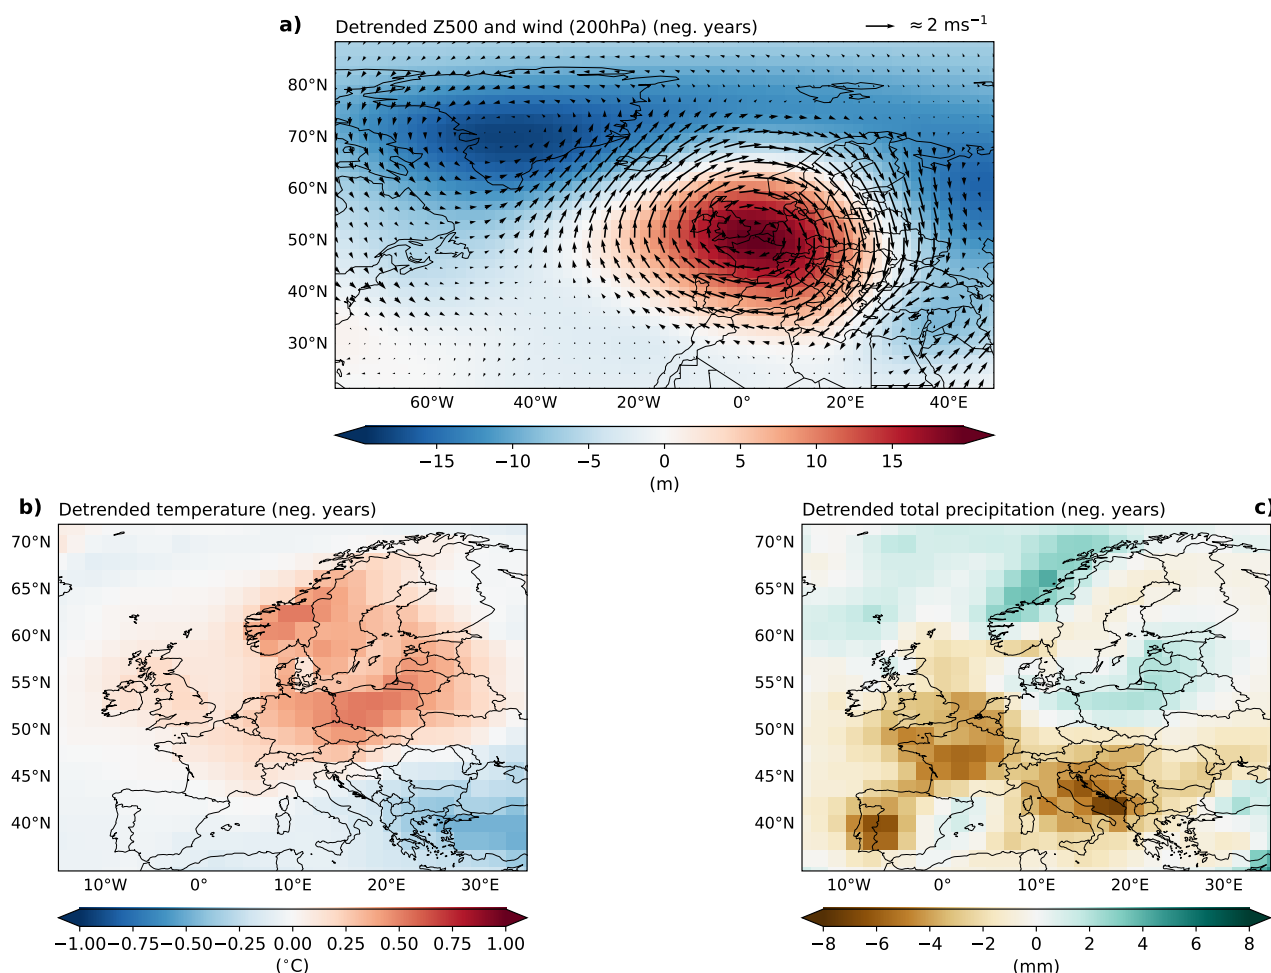 a) Detrended Z500 and wind (200hPa) (neg. years) ≈ 2 ms⁻¹
80°N
70°N
60°N
50°N
40°N
30°N
60°W 40°W 20°W 0° 20°E 40°E
−15 −10 −5 0 5 10 15
(m)
b) Detrended temperature (neg. years)
70°N
65°N
60°N
55°N
50°N
45°N
40°N
10°W 0° 10°E 20°E 30°E
−1.00 −0.75 −0.50 −0.25 0.00 0.25 0.50 0.75 1.00
(°C)
Detrended total precipitation (neg. years) c)
70°N
65°N
60°N
55°N
50°N
45°N
40°N
10°W 0° 10°E 20°E 30°E
−8 −6 −4 −2 0 2 4 6 8
(mm)